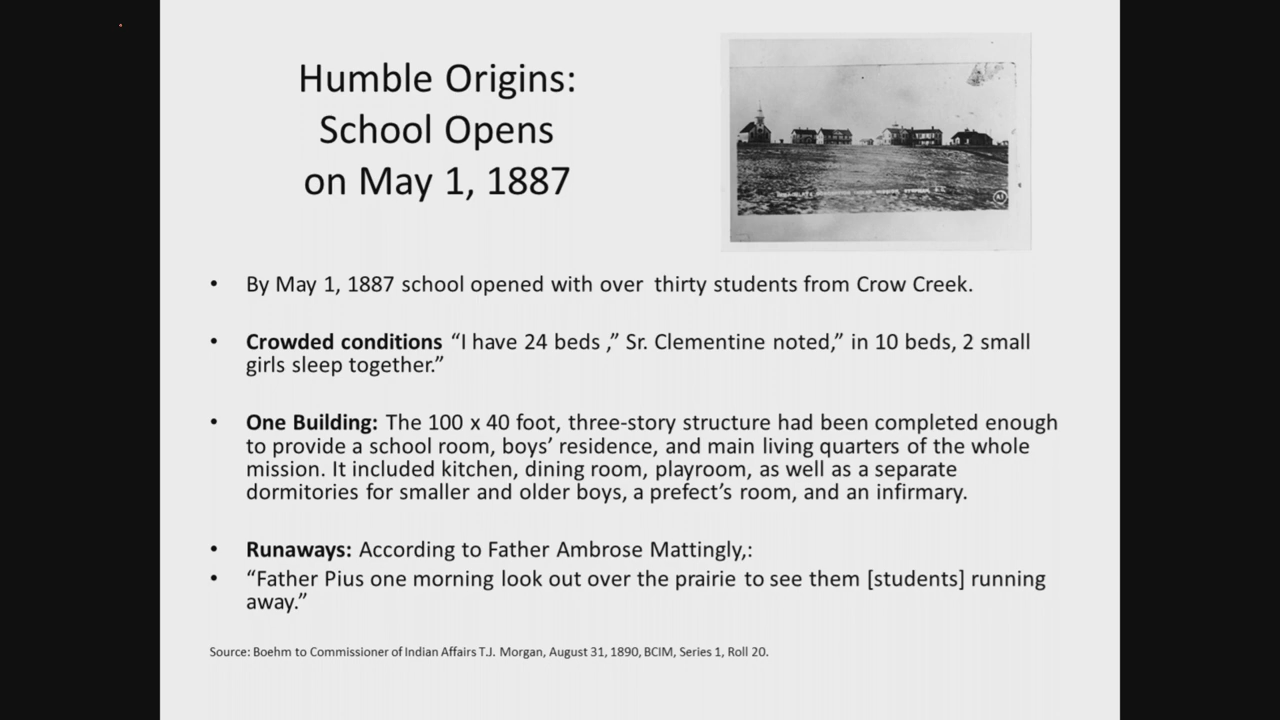 Humble Origins:
School Opens
on May 1, 1887
• By May 1, 1887 school opened with over thirty students from Crow Creek.
• Crowded conditions “I have 24 beds ,” Sr. Clementine noted,” in 10 beds, 2 small
girls sleep together.”
• One Building: The 100 x 40 foot, three-story structure had been completed enough
to provide a school room, boys’ residence, and main living quarters of the whole
mission. It included kitchen, dining room, playroom, as well as a separate
dormitories for smaller and older boys, a prefect’s room, and an infirmary.
• Runaways: According to Father Ambrose Mattingly,:
• “Father Pius one morning look out over the prairie to see them [students] running
away.”
Source: Boehm to Commissioner of Indian Affairs T.J. Morgan, August 31, 1890, BCIM, Series 1, Roll 20.